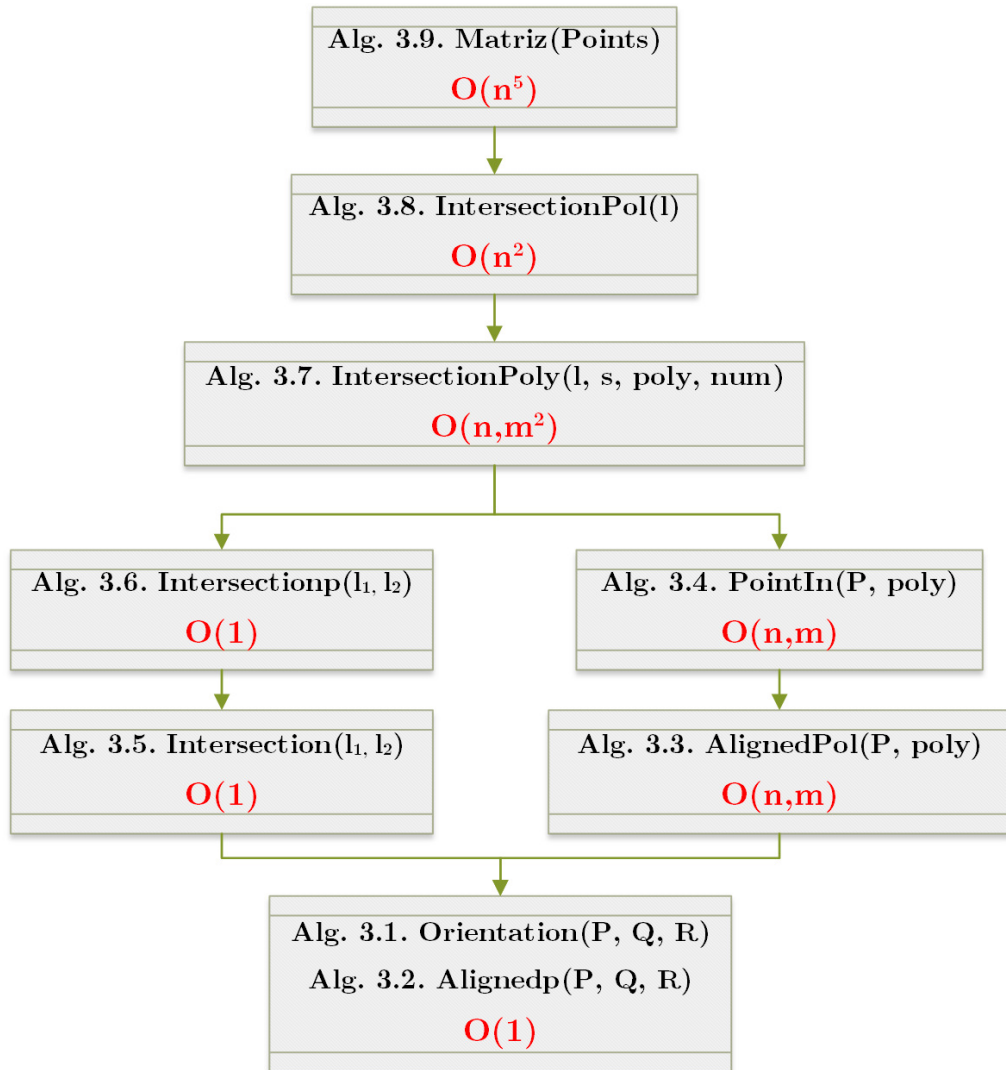 Alg. 3.9. Matriz(Points)
O(n⁵)
Alg. 3.8. IntersectionPol(l)
O(n²)
Alg. 3.7. IntersectionPoly(l, s, poly, num)
O(n,m²)
Alg. 3.6. Intersectionp(l₁, l₂)
O(1)
Alg. 3.4. PointIn(P, poly)
O(n,m)
Alg. 3.5. Intersection(l₁, l₂)
O(1)
Alg. 3.3. AlignedPol(P, poly)
O(n,m)
Alg. 3.1. Orientation(P, Q, R)
Alg. 3.2. Alignedp(P, Q, R)
O(1)